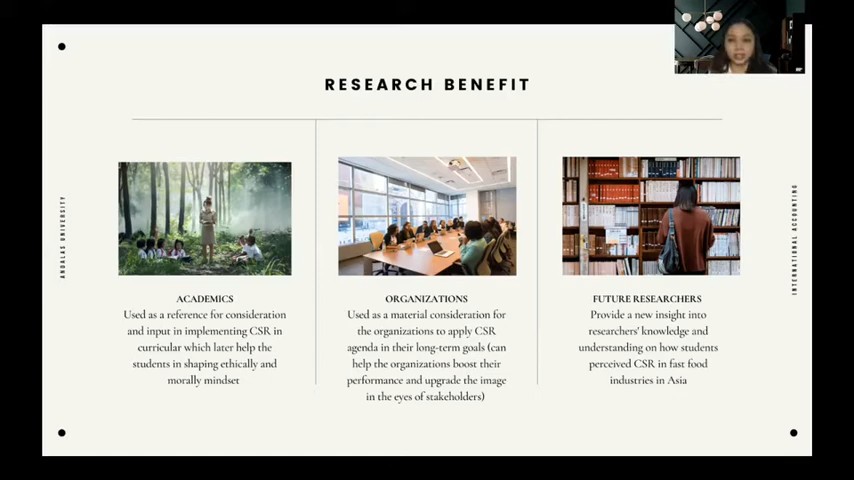 RESEARCH BENEFIT
ANDALAS UNIVERSITY
ACADEMICS
Used as a reference for consideration
and input in implementing CSR in
curricular which later help the
students in shaping ethically and
morally mindset
ORGANIZATIONS
Used as a material consideration for
the organizations to apply CSR
agenda in their long-term goals (can
help the organizations boost their
performance and upgrade the image
in the eyes of stakeholders)
FUTURE RESEARCHERS
Provide a new insight into
researchers' knowledge and
understanding on how students
perceived CSR in fast food
industries in Asia
INTERNATIONAL ACCOUNTING